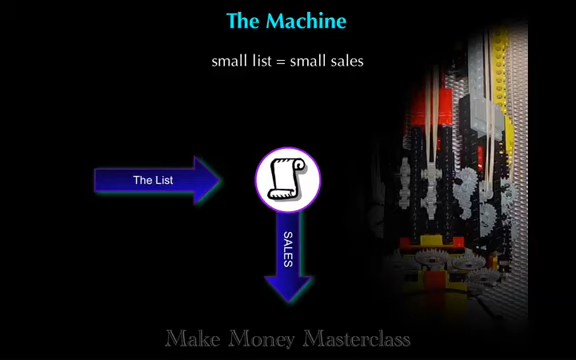 The Machine
small list = small sales
The List
SALES
Make Money Masterclass